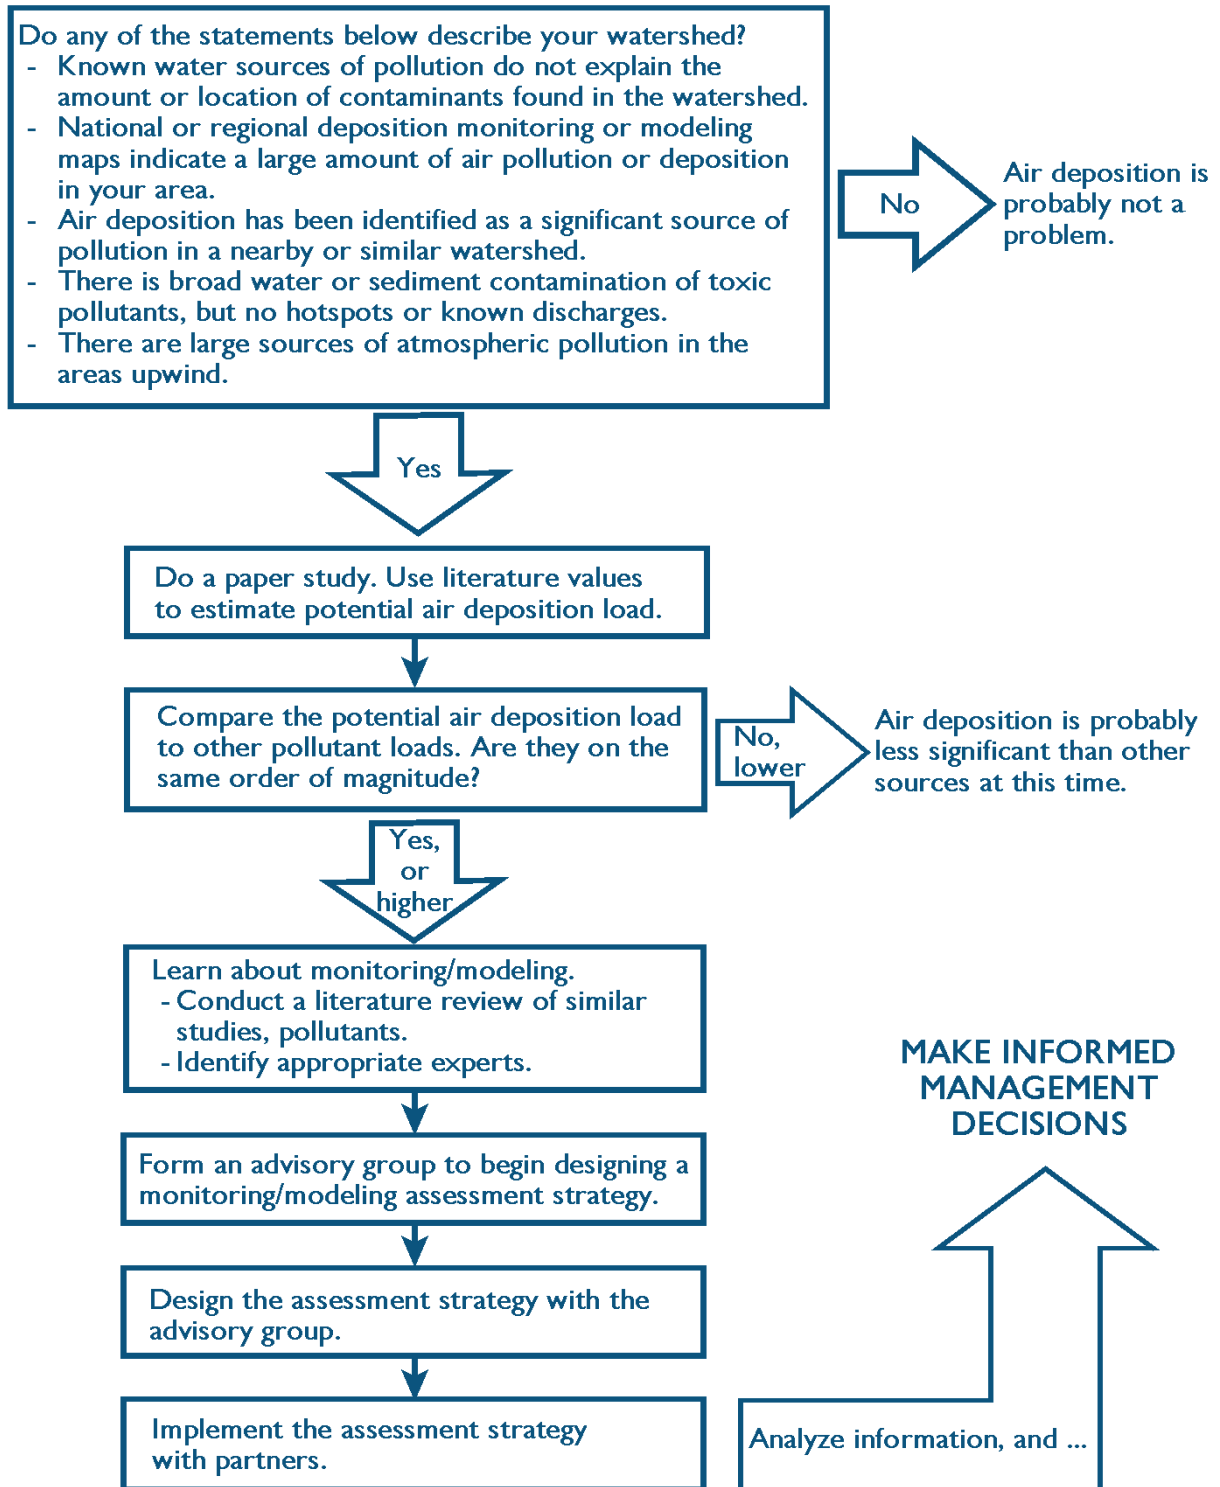 Do any of the statements below describe your watershed?
- Known water sources of pollution do not explain the
amount or location of contaminants found in the watershed.
- National or regional deposition monitoring or modeling
maps indicate a large amount of air pollution or deposition
in your area.
- Air deposition has been identified as a significant source of
pollution in a nearby or similar watershed.
- There is broad water or sediment contamination of toxic
pollutants, but no hotspots or known discharges.
- There are large sources of atmospheric pollution in the
areas upwind.
No
Air deposition is
probably not a
problem.
Yes
Do a paper study. Use literature values
to estimate potential air deposition load.
Compare the potential air deposition load
to other pollutant loads. Are they on the
same order of magnitude?
No,
lower
Air deposition is probably
less significant than other
sources at this time.
Yes,
or
higher
Learn about monitoring/modeling.
- Conduct a literature review of similar
studies, pollutants.
- Identify appropriate experts.
Form an advisory group to begin designing a
monitoring/modeling assessment strategy.
Design the assessment strategy with the
advisory group.
Implement the assessment strategy
with partners.
Analyze information, and ...
MAKE INFORMED
MANAGEMENT
DECISIONS